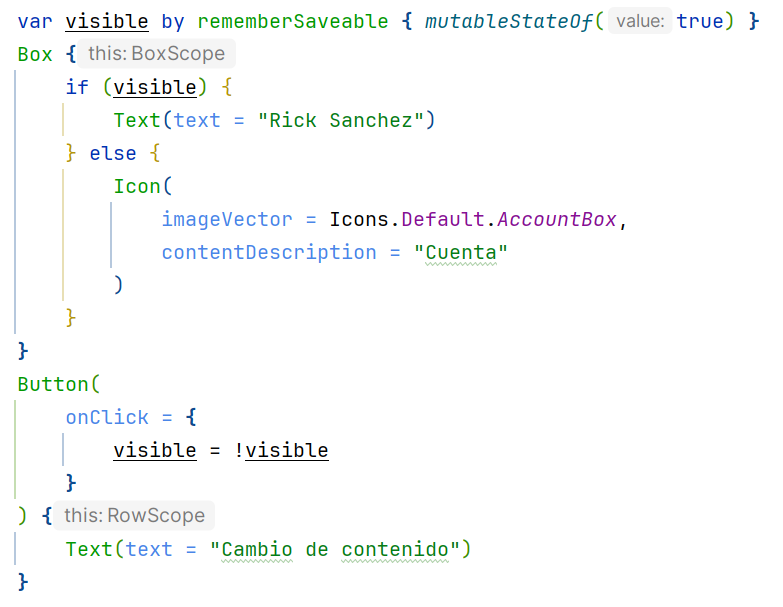 var visible by rememberSaveable { mutableStateOf( value: true) }
Box { this: BoxScope
    if (visible) {
        Text(text = "Rick Sanchez")
    } else {
        Icon(
            imageVector = Icons.Default.AccountBox,
            contentDescription = "Cuenta"
        )
    }
}
Button(
    onClick = {
        visible = !visible
    }
) { this: RowScope
    Text(text = "Cambio de contenido")
}